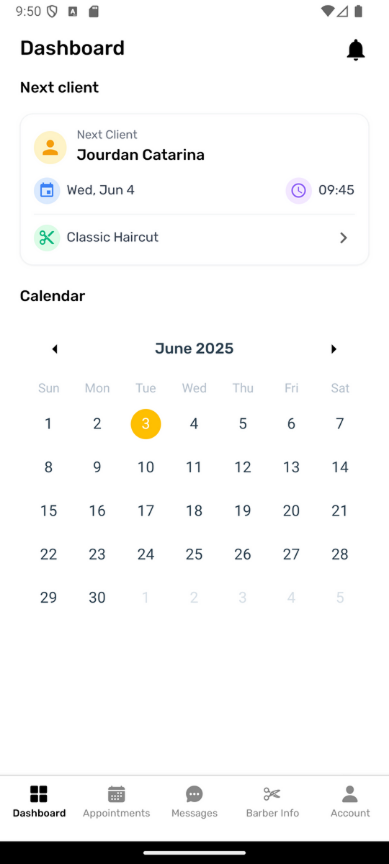 9:50
Dashboard
Next client
Next Client
Jourdan Catarina
Wed, Jun 4 09:45
Classic Haircut
Calendar
June 2025
Sun Mon Tue Wed Thu Fri Sat
1 2 3 4 5 6 7
8 9 10 11 12 13 14
15 16 17 18 19 20 21
22 23 24 25 26 27 28
29 30 1 2 3 4 5
Dashboard Appointments Messages Barber Info Account